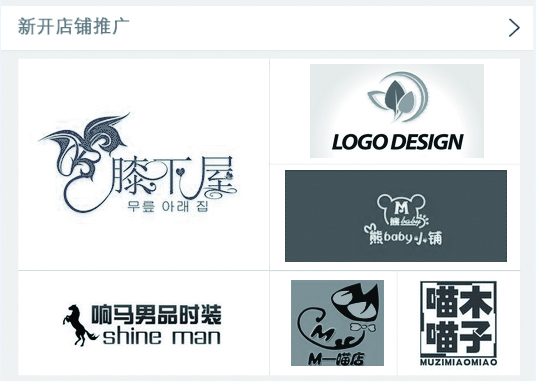 新开店铺推广
膝下屋
무릎 아래 집
LOGO DESIGN
M
熊baby
熊baby小铺
响马男品时装
shine man
M
M一喵店
喵木
喵子
MUZIMIAOMIAO